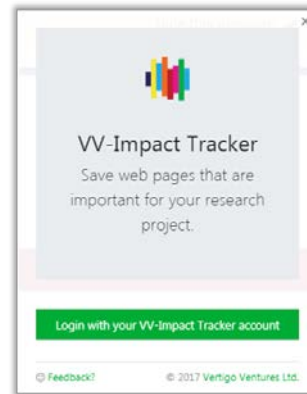 ×
VV-Impact Tracker
Save web pages that are
important for your research
project.
Login with your VV-Impact Tracker account
☺ Feedback? © 2017 Vertigo Ventures Ltd.